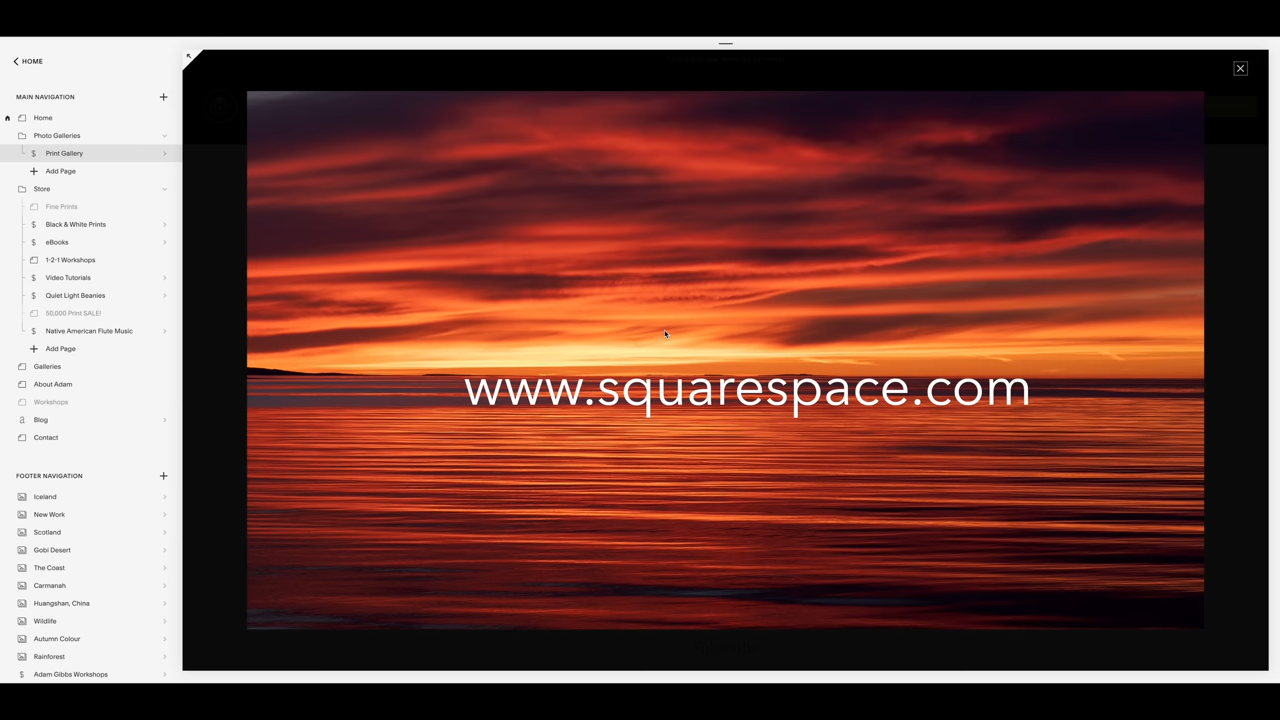 HOME
MAIN NAVIGATION
Home
Photo Galleries
Print Gallery
Add Page
Store
Fine Prints
Black & White Prints
eBooks
1-2-1 Workshops
Video Tutorials
Quiet Light Beanies
50,000 Print SALE!
Native American Flute Music
Add Page
Galleries
About Adam
Workshops
Blog
Contact
FOOTER NAVIGATION
Iceland
New Work
Scotland
Gobi Desert
The Coast
Carmanah
Huangshan, China
Wildlife
Autumn Colour
Rainforest
Adam Gibbs Workshops
www.squarespace.com